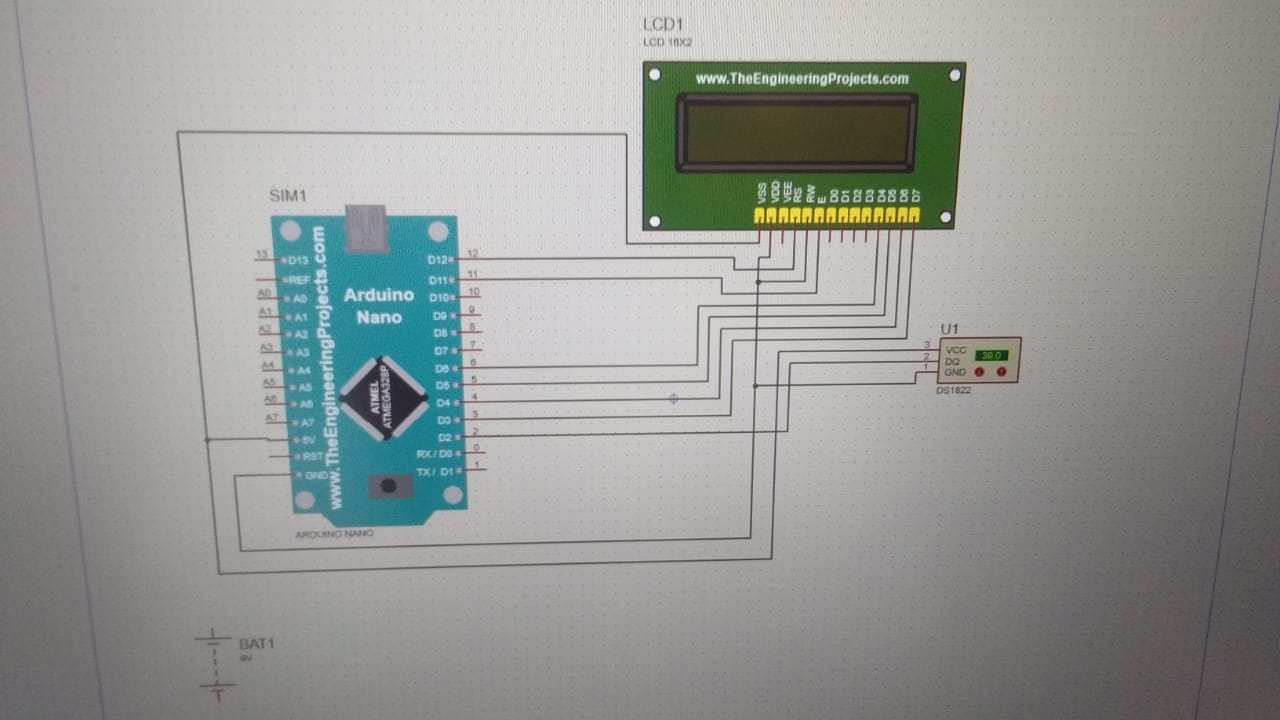 LCD1
LCD 16X2
www.TheEngineeringProjects.com
VSS
VDD
VEE
RS
RW
E
D0
D1
D2
D3
D4
D5
D6
D7
SIM1
www.TheEngineeringProjects.com
Arduino
Nano
ATMEL
ATMEGA328P
13 D13
REF
A0 A0
A1 A1
A2 A2
A3 A3
A4 A4
A5 A5
A6 A6
A7 A7
5V
RST
GND
D12 12
D11 11
D10 10
D9 9
D8 8
D7 7
D6 6
D5 5
D4 4
D3 3
D2 2
RX / D0 0
TX / D1 1
ARDUINO NANO
U1
3 VCC
2 DQ
1 GND
39.0
DS1822
BAT1
9V